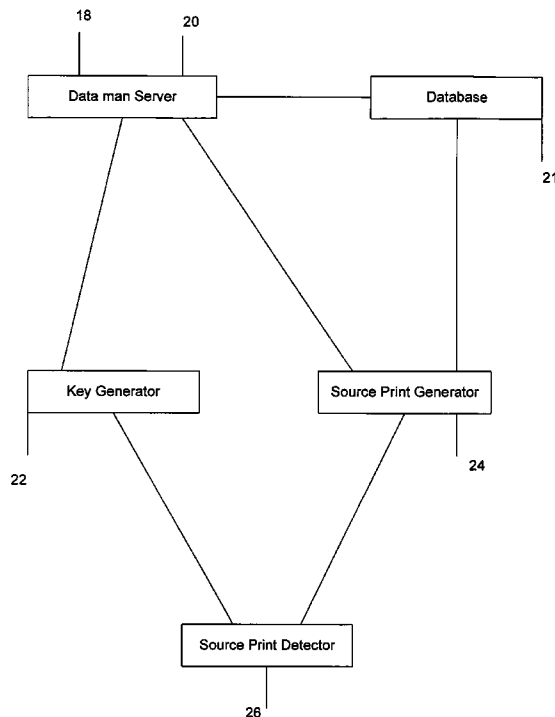 18
20
Data man Server
Database
21
Key Generator
Source Print Generator
22
24
Source Print Detector
26